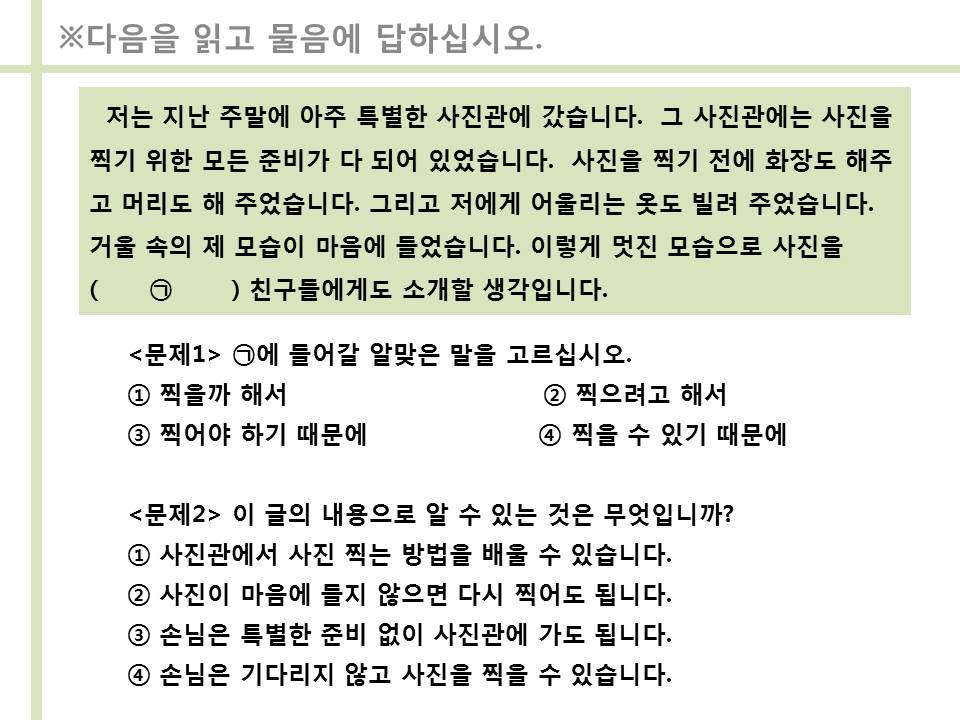 ※다음을 읽고 물음에 답하십시오.
저는 지난 주말에 아주 특별한 사진관에 갔습니다. 그 사진관에는 사진을
찍기 위한 모든 준비가 다 되어 있었습니다. 사진을 찍기 전에 화장도 해주
고 머리도 해 주었습니다. 그리고 저에게 어울리는 옷도 빌려 주었습니다.
거울 속의 제 모습이 마음에 들었습니다. 이렇게 멋진 모습으로 사진을
( ㉠ ) 친구들에게도 소개할 생각입니다.
<문제1> ㉠에 들어갈 알맞은 말을 고르십시오.
① 찍을까 해서 ② 찍으려고 해서
③ 찍어야 하기 때문에 ④ 찍을 수 있기 때문에
<문제2> 이 글의 내용으로 알 수 있는 것은 무엇입니까?
① 사진관에서 사진 찍는 방법을 배울 수 있습니다.
② 사진이 마음에 들지 않으면 다시 찍어도 됩니다.
③ 손님은 특별한 준비 없이 사진관에 가도 됩니다.
④ 손님은 기다리지 않고 사진을 찍을 수 있습니다.